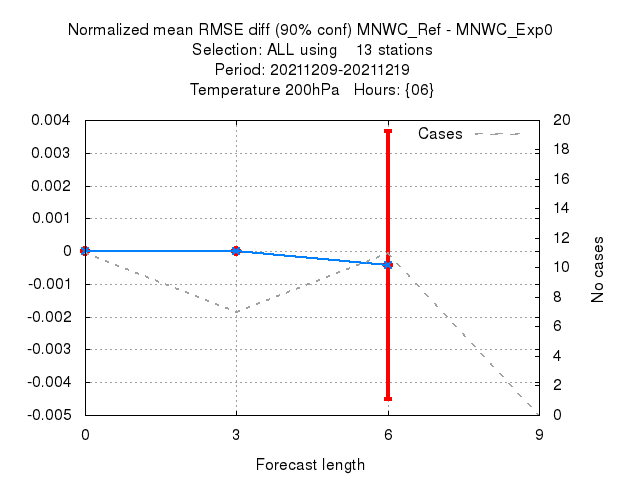 Normalized mean RMSE diff (90% conf) MNWC_Ref - MNWC_Exp0
Selection: ALL using 13 stations
Period: 20211209-20211219
Temperature 200hPa Hours: {06}
0.004
0.003
0.002
0.001
0
-0.001
-0.002
-0.003
-0.004
-0.005
Cases
20
18
16
14
12
10
8
6
4
2
0
No cases
0 3 6 9
Forecast length